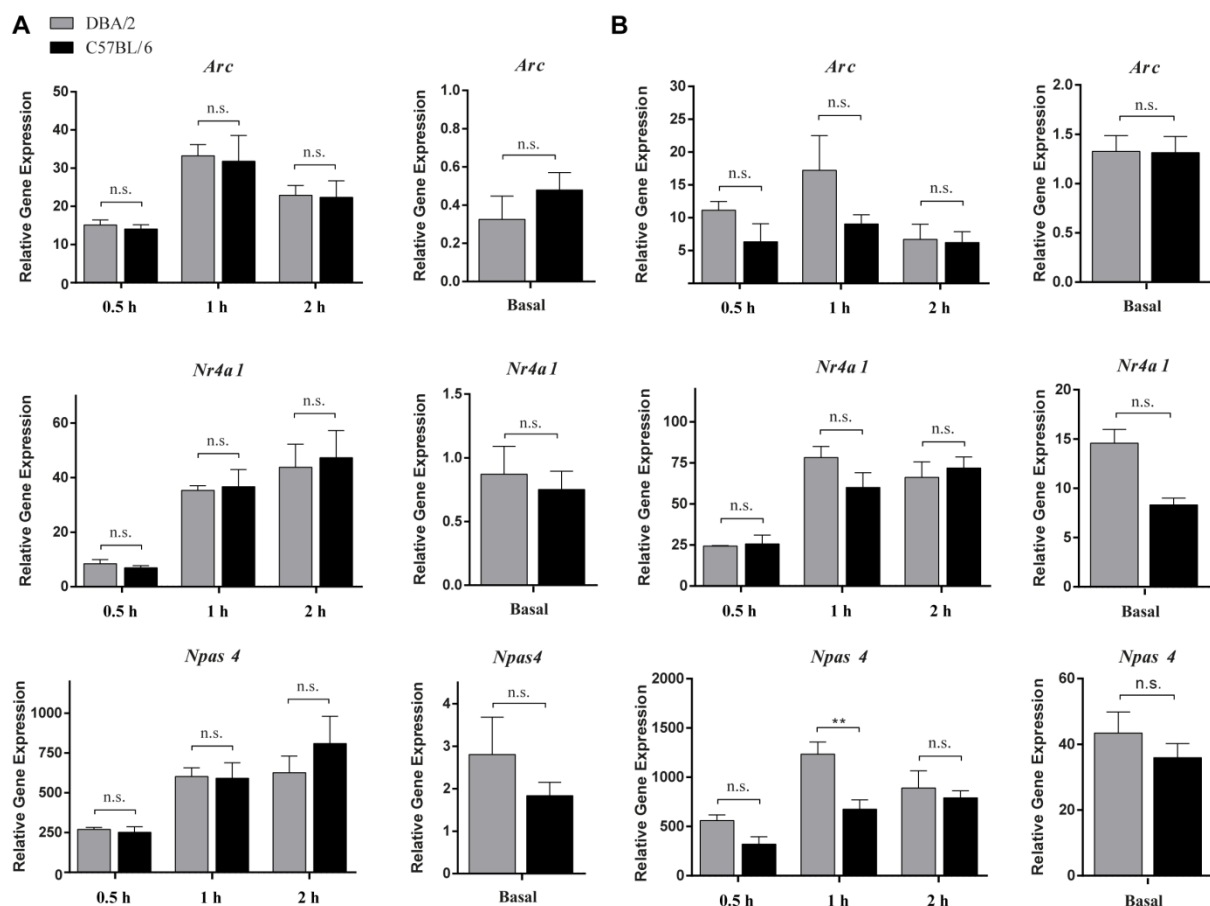 A
DBA/2
C57BL/6
B
Arc
Relative Gene Expression
50
40
30
20
10
0
n.s.
n.s.
n.s.
0.5 h
1 h
2 h
Arc
Relative Gene Expression
1.0
0.8
0.6
0.4
0.2
0.0
n.s.
Basal
Arc
Relative Gene Expression
30
25
20
15
10
5
n.s.
n.s.
n.s.
0.5 h
1 h
2 h
Arc
Relative Gene Expression
2.0
1.5
1.0
0.5
0.0
n.s.
Basal
Nr4a1
Relative Gene Expression
60
40
20
0
n.s.
n.s.
n.s.
0.5 h
1 h
2 h
Nr4a1
Relative Gene Expression
1.5
1.0
0.5
0.0
n.s.
Basal
Nr4a1
Relative Gene Expression
100
75
50
25
0
n.s.
n.s.
n.s.
0.5 h
1 h
2 h
Nr4a1
Relative Gene Expression
20
15
10
5
0
n.s.
Basal
Npas 4
Relative Gene Expression
1000
750
500
250
0
n.s.
n.s.
n.s.
0.5 h
1 h
2 h
Npas4
Relative Gene Expression
4
3
2
1
0
n.s.
Basal
Npas 4
Relative Gene Expression
2000
1500
1000
500
0
n.s.
**
n.s.
0.5 h
1 h
2 h
Npas 4
Relative Gene Expression
60
40
20
0
n.s.
Basal